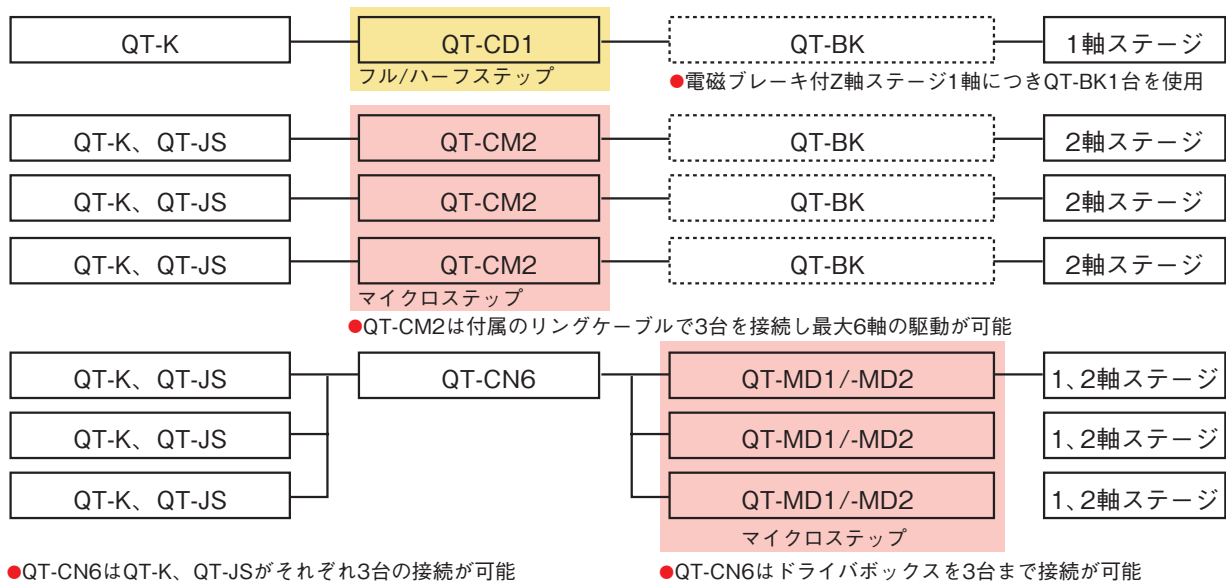 QT-K QT-CD1 QT-BK 1軸ステージ
フル/ハーフステップ
●電磁ブレーキ付Z軸ステージ1軸につきQT-BK1台を使用
QT-K、QT-JS QT-CM2 QT-BK 2軸ステージ
QT-K、QT-JS QT-CM2 QT-BK 2軸ステージ
QT-K、QT-JS QT-CM2 QT-BK 2軸ステージ
マイクロステップ
●QT-CM2は付属のリングケーブルで3台を接続し最大6軸の駆動が可能
QT-K、QT-JS QT-CN6 QT-MD1/-MD2 1、2軸ステージ
QT-K、QT-JS QT-MD1/-MD2 1、2軸ステージ
QT-K、QT-JS QT-MD1/-MD2 1、2軸ステージ
マイクロステップ
●QT-CN6はQT-K、QT-JSがそれぞれ3台の接続が可能
●QT-CN6はドライバボックスを3台まで接続が可能